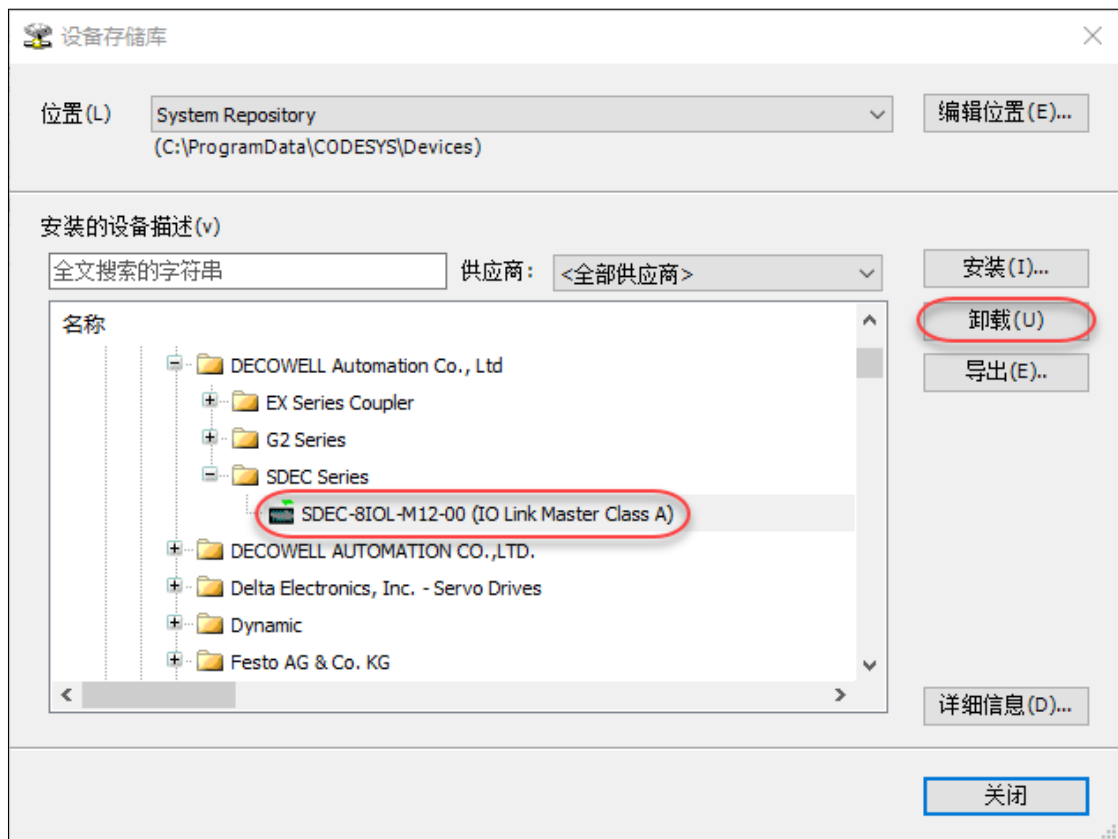 设备存储库
位置(L) System Repository 编辑位置(E)...
(C:\ProgramData\CODESYS\Devices)
安装的设备描述(v)
全文搜索的字符串 供应商: <全部供应商> 安装(I)...
名称 卸载(U)
DECOWELL Automation Co., Ltd 导出(E)..
EX Series Coupler
G2 Series
SDEC Series
SDEC-8IOL-M12-00 (IO Link Master Class A)
DECOWELL AUTOMATION CO.,LTD.
Delta Electronics, Inc. - Servo Drives
Dynamic
Festo AG & Co. KG
详细信息(D)...
关闭